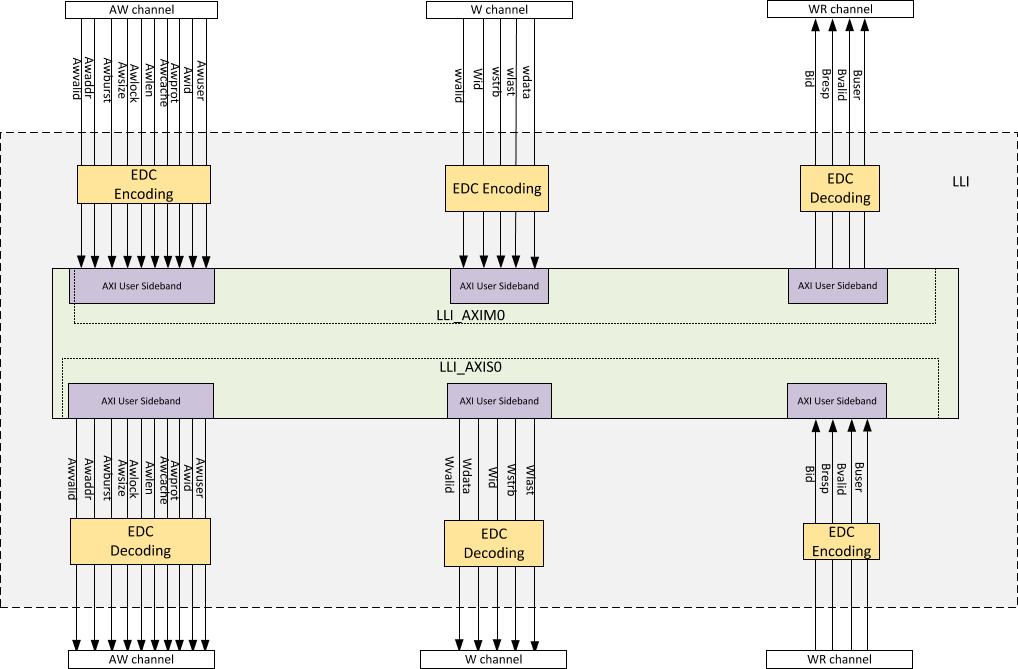 AW channel
W channel
WR channel
Awvalid
Awaddr
Awburst
Awsize
Awlock
Awlen
Awcache
Awprot
Awid
Awuser
wvalid
Wid
wstrb
wlast
wdata
Bid
Bresp
Bvalid
Buser
EDC
Encoding
EDC Encoding
EDC
Decoding
LLI
AXI User Sideband
AXI User Sideband
AXI User Sideband
LLI_AXIM0
LLI_AXIS0
AXI User Sideband
AXI User Sideband
AXI User Sideband
Awvalid
Awaddr
Awburst
Awsize
Awlock
Awlen
Awcache
Awprot
Awid
Awuser
Wvalid
Wdata
Wid
Wstrb
Wlast
Bid
Bresp
Bvalid
Buser
EDC
Decoding
EDC
Decoding
EDC
Encoding
AW channel
W channel
WR channel